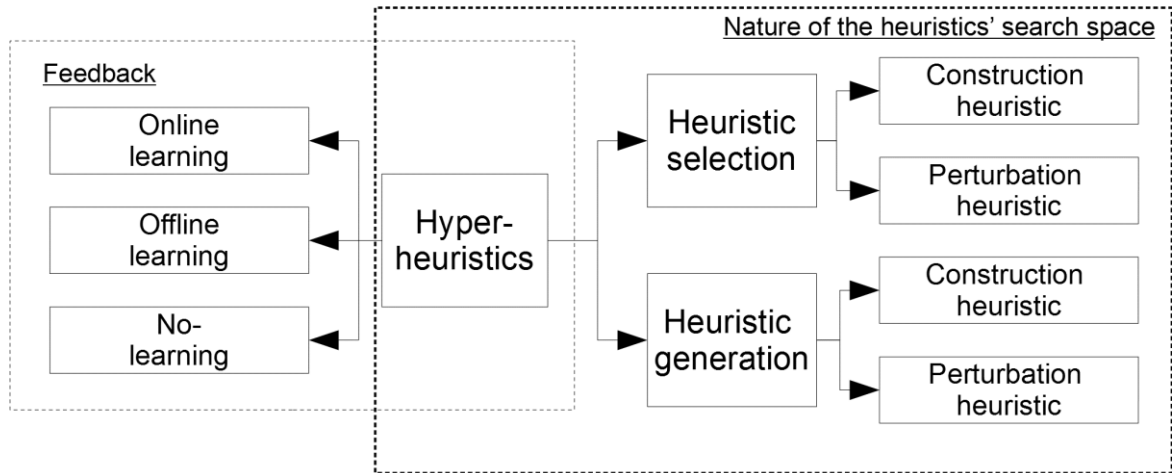 Nature of the heuristics' search space
Feedback
Online
learning
Offline
learning
No-
learning
Hyper-
heuristics
Heuristic
selection
Heuristic
generation
Construction
heuristic
Perturbation
heuristic
Construction
heuristic
Perturbation
heuristic